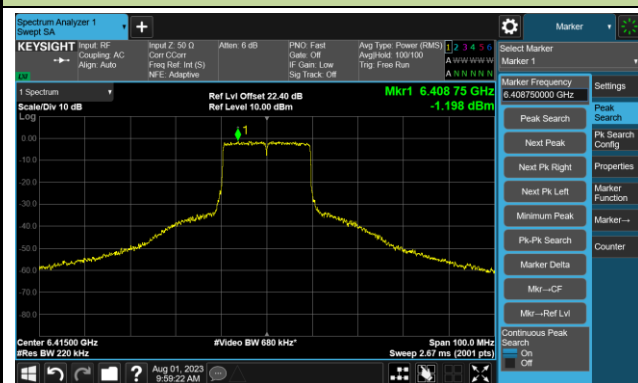 Spectrum Analyzer 1
Swept SA
Marker
KEYSIGHT
Input: RF
Coupling: AC
Align: Auto
Input Z: 50 Ω
Corr CCorr
Freq Ref: Int (S)
NFE: Adaptive
Atten: 6 dB
PNO: Fast
Gate: Off
IF Gain: Low
Sig Track: Off
Avg Type: Power (RMS)
Avg|Hold: 100/100
Trig: Free Run
1 2 3 4 5 6
A W W W W W
A N N N N N
Select Marker
Marker 1
LXI
1 Spectrum
Scale/Div 10 dB
Ref Lvl Offset 22.40 dB
Ref Level 10.00 dBm
Mkr1 6.408 75 GHz
-1.198 dBm
Log
1
0.00
-10.0
-20.0
-30.0
-40.0
-50.0
-60.0
-70.0
-80.0
Center 6.41500 GHz
#Res BW 220 kHz
#Video BW 680 kHz*
Span 100.0 MHz
Sweep 2.67 ms (2001 pts)
Marker Frequency
6.408750000 GHz
Peak Search
Next Peak
Next Pk Right
Next Pk Left
Minimum Peak
Pk-Pk Search
Marker Delta
Mkr→CF
Mkr→Ref Lvl
Continuous Peak
Search
On
Off
Settings
Peak
Search
Pk Search
Config
Properties
Marker
Function
Marker→
Counter
?
Aug 01, 2023
9:59:22 AM